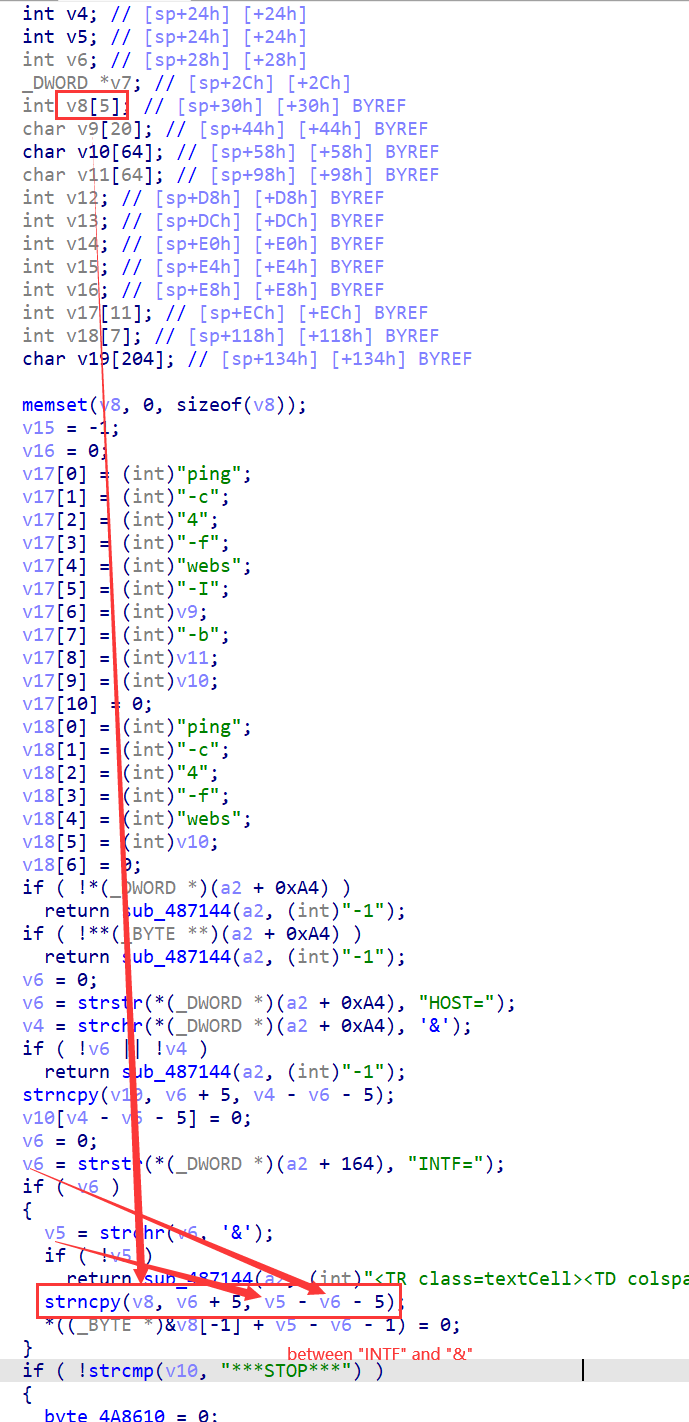 int v4; // [sp+24h] [+24h]
int v5; // [sp+24h] [+24h]
int v6; // [sp+28h] [+28h]
_DWORD *v7; // [sp+2Ch] [+2Ch]
int v8[5]; // [sp+30h] [+30h] BYREF
char v9[20]; // [sp+44h] [+44h] BYREF
char v10[64]; // [sp+58h] [+58h] BYREF
char v11[64]; // [sp+98h] [+98h] BYREF
int v12; // [sp+D8h] [+D8h] BYREF
int v13; // [sp+DCh] [+DCh] BYREF
int v14; // [sp+E0h] [+E0h] BYREF
int v15; // [sp+E4h] [+E4h] BYREF
int v16; // [sp+E8h] [+E8h] BYREF
int v17[11]; // [sp+ECh] [+ECh] BYREF
int v18[7]; // [sp+118h] [+118h] BYREF
char v19[204]; // [sp+134h] [+134h] BYREF
memset(v8, 0, sizeof(v8));
v15 = -1;
v16 = 0;
v17[0] = (int)"ping";
v17[1] = (int)"-c";
v17[2] = (int)"4";
v17[3] = (int)"-f";
v17[4] = (int)"webs";
v17[5] = (int)"-I";
v17[6] = (int)v9;
v17[7] = (int)"-b";
v17[8] = (int)v11;
v17[9] = (int)v10;
v17[10] = 0;
v18[0] = (int)"ping";
v18[1] = (int)"-c";
v18[2] = (int)"4";
v18[3] = (int)"-f";
v18[4] = (int)"webs";
v18[5] = (int)v10;
v18[6] = 0;
if ( !*(_DWORD *)(a2 + 0xA4) )
return sub_487144(a2, (int)"-1");
if ( !**(_BYTE **)(a2 + 0xA4) )
return sub_487144(a2, (int)"-1");
v6 = 0;
v6 = strstr(*(_DWORD *)(a2 + 0xA4), "HOST=");
v4 = strchr(*(_DWORD *)(a2 + 0xA4), '&');
if ( !v6 || !v4 )
return sub_487144(a2, (int)"-1");
strncpy(v10, v6 + 5, v4 - v6 - 5);
v10[v4 - v6 - 5] = 0;
v6 = 0;
v6 = strstr(*(_DWORD *)(a2 + 164), "INTF=");
if ( v6 )
{
v5 = strchr(v6, '&');
if ( !v5 )
return sub_487144(a2, (int)"<TR class=textCell><TD colspa
strncpy(v8, v6 + 5, v5 - v6 - 5);
*((_BYTE *)&v8[-1] + v5 - v6 - 1) = 0;
}
between "INTF" and "&"
if ( !strcmp(v10, "***STOP***") )
{
byte_4A8610 = 0;